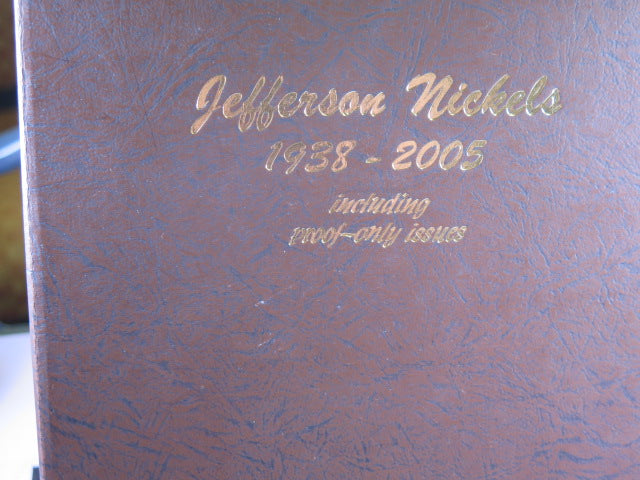 Jefferson Nickels
1938 - 2005
including
proof-only issues